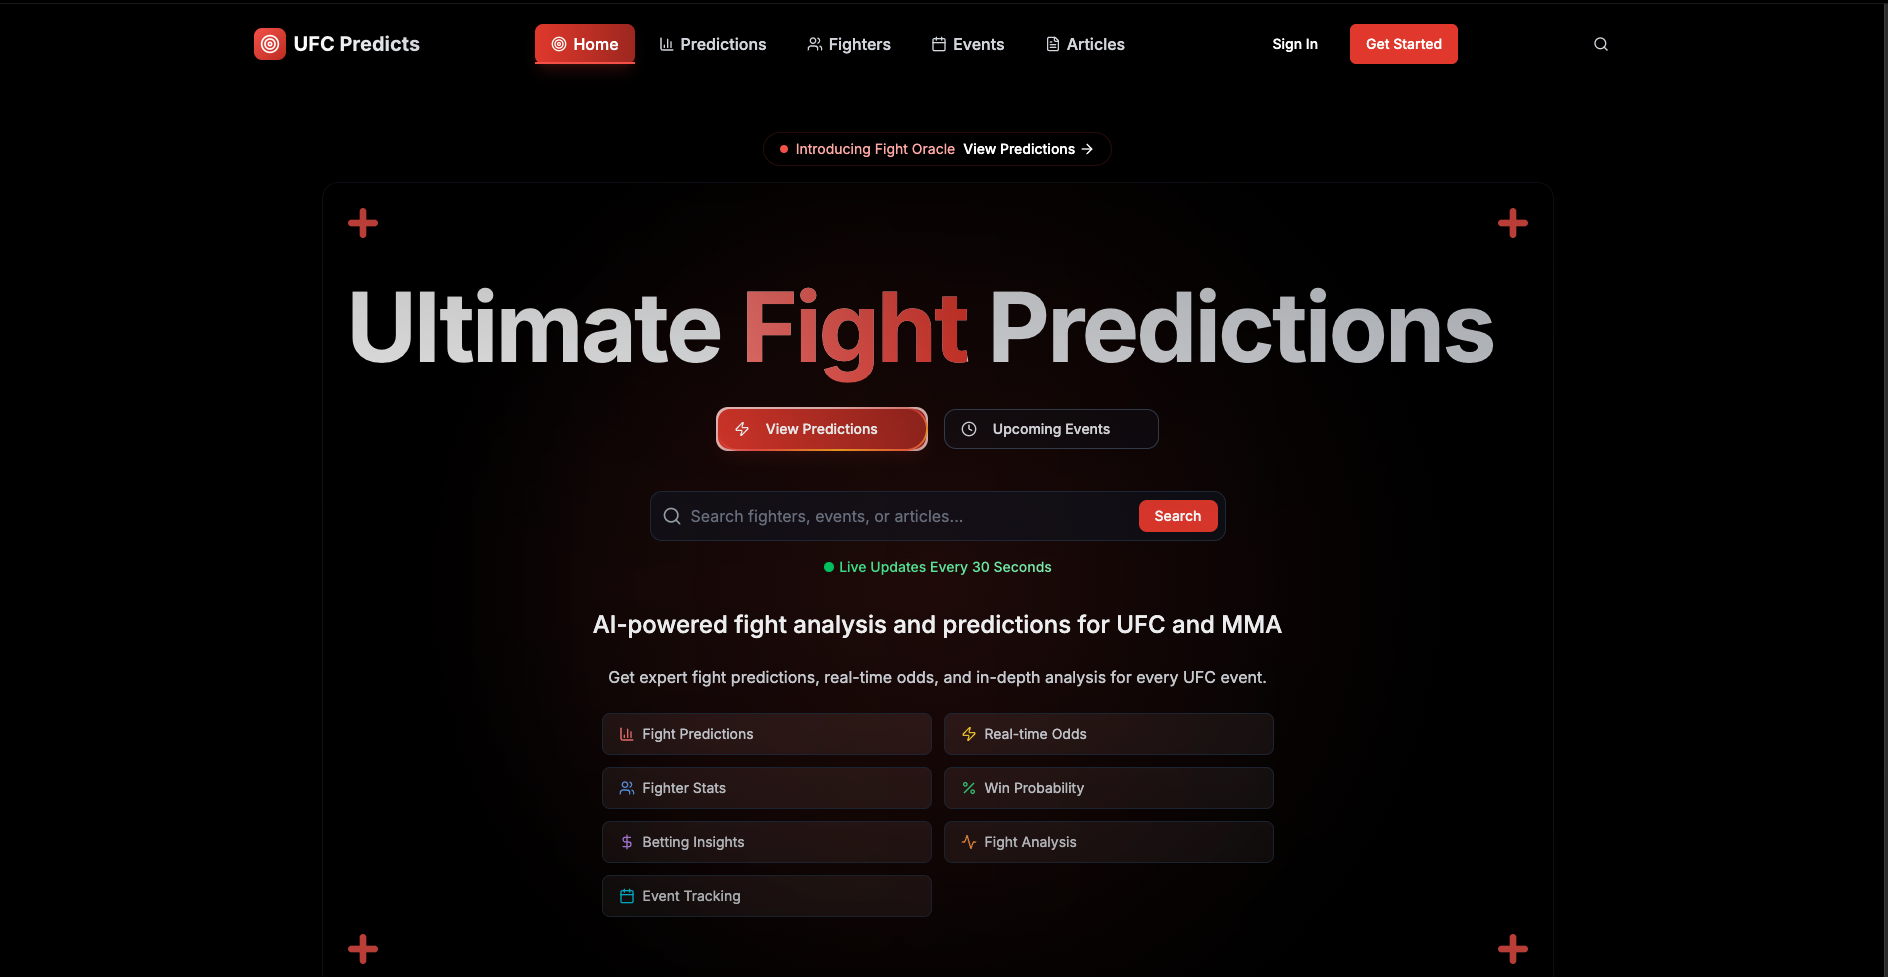 UFC Predicts
Home
Predictions
Fighters
Events
Articles
Sign In
Get Started
Introducing Fight Oracle View Predictions →
Ultimate Fight Predictions
View Predictions
Upcoming Events
Search fighters, events, or articles...
Search
Live Updates Every 30 Seconds
AI-powered fight analysis and predictions for UFC and MMA
Get expert fight predictions, real-time odds, and in-depth analysis for every UFC event.
Fight Predictions
Real-time Odds
Fighter Stats
Win Probability
Betting Insights
Fight Analysis
Event Tracking